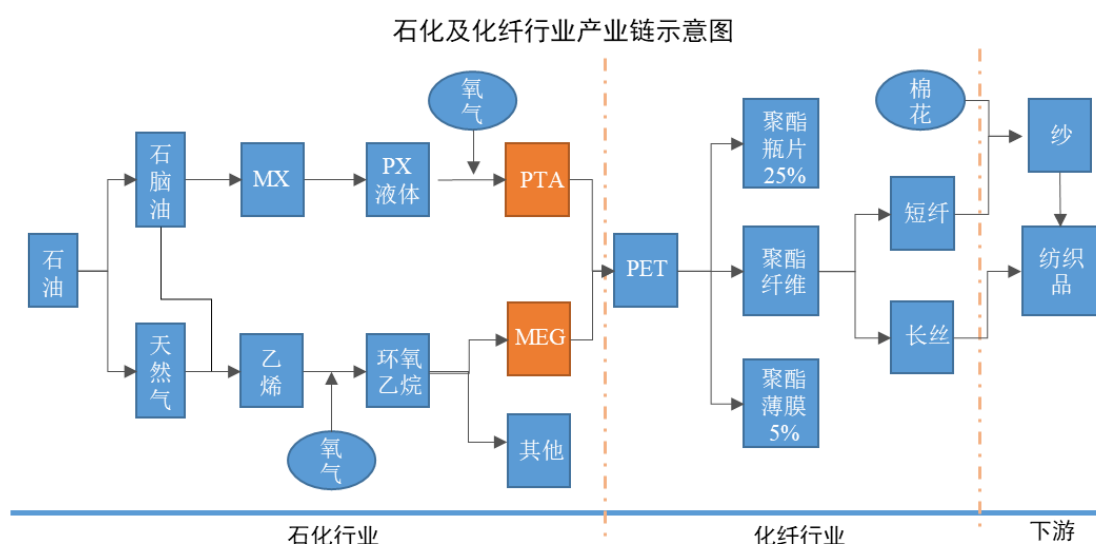 石化及化纤行业产业链示意图
氧
气
棉
花
石
脑
油
MX
PX
液体
PTA
聚酯
瓶片
25%
纱
短纤
石
油
PET
聚酯
纤维
纺织
品
天
然
气
乙
烯
环氧
乙烷
MEG
长丝
聚酯
薄膜
5%
氧
气
其他
石化行业
化纤行业
下游